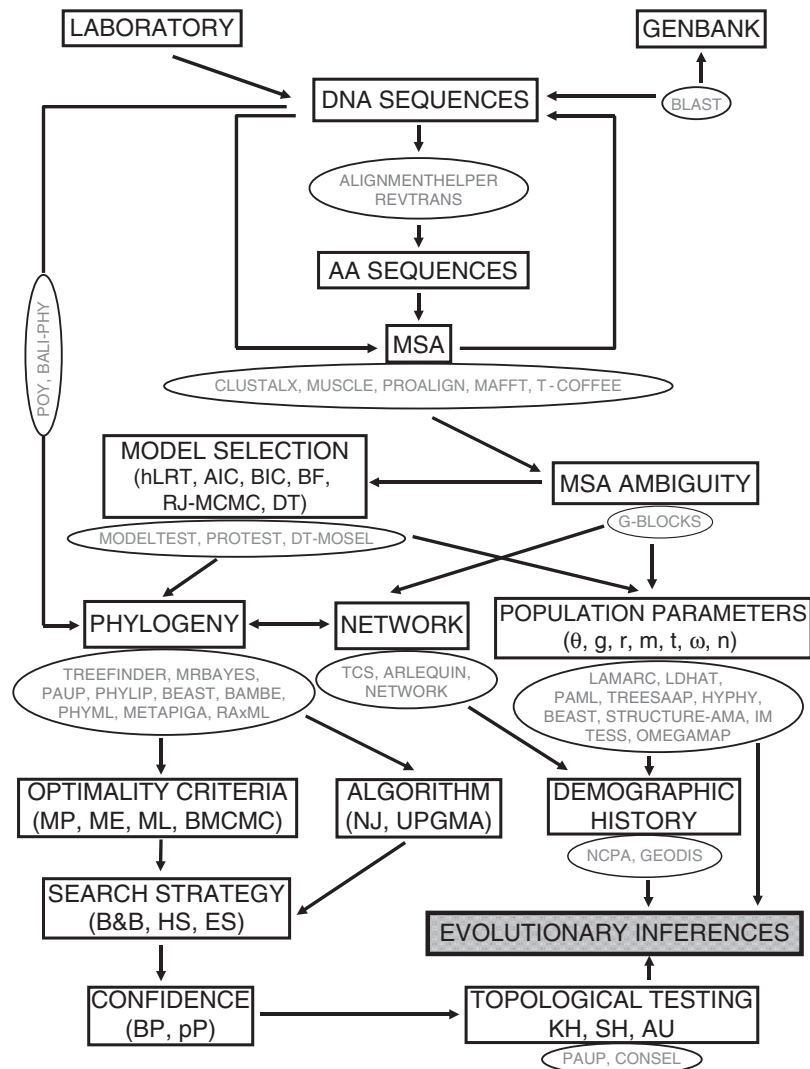 LABORATORY
GENBANK
DNA SEQUENCES
BLAST
ALIGNMENTHELPER
REVTRANS
AA SEQUENCES
MSA
POY, BALI-PHY
CLUSTALX, MUSCLE, PROALIGN, MAFFT, T-COFFEE
MODEL SELECTION
(hLRT, AIC, BIC, BF,
RJ-MCMC, DT)
MSA AMBIGUITY
G-BLOCKS
MODELTEST, PROTEST, DT-MOSEL
PHYLOGENY
NETWORK
POPULATION PARAMETERS
(θ, g, r, m, t, ω, n)
TREEFINDER, MRBAYES,
PAUP, PHYLIP, BEAST, BAMBE,
PHYML, METAPIGA, RAxML
TCS, ARLEQUIN,
NETWORK
LAMARC, LDHAT,
PAML, TREESAAP, HYPHY,
BEAST, STRUCTURE-AMA, IM
TESS, OMEGAMAP
OPTIMALITY CRITERIA
(MP, ME, ML, BMCMC)
ALGORITHM
(NJ, UPGMA)
DEMOGRAPHIC
HISTORY
NCPA, GEODIS
SEARCH STRATEGY
(B&B, HS, ES)
EVOLUTIONARY INFERENCES
CONFIDENCE
(BP, pP)
TOPOLOGICAL TESTING
KH, SH, AU
PAUP, CONSEL